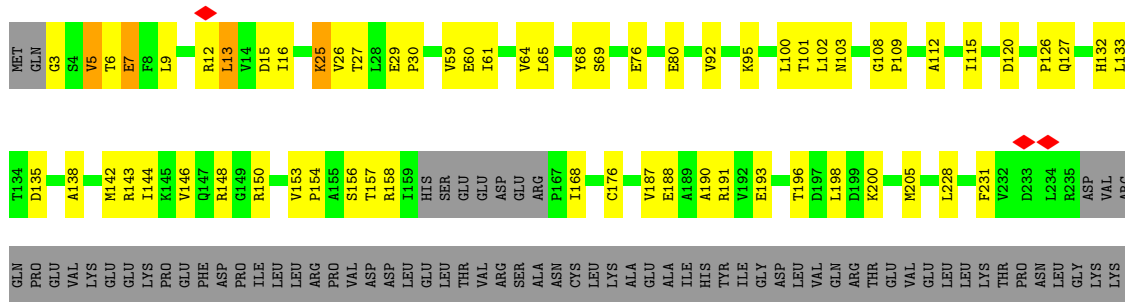 MET GLN G3 S4 V5 T6 E7 F8 L9 R12 L13 V14 D15 I16 K25 V26 T27 L28 E29 P30 V59 E60 I61 V64 L65 Y68 S69 E76 E80 V92 K95 L100 T101 L102 N103 G108 P109 A112 I115 D120 P126 Q127 H132 L133
T134 D135 A138 M142 R143 I144 K145 V146 Q147 R148 G149 R150 V153 P154 A155 S156 T157 R158 I159 HIS SER GLU GLU ASP GLU ARG P167 I168 C176 V187 E188 A189 A190 R191 V192 E193 T196 D197 L198 D199 K200 M205 L228 F231 V232 D233 L234 R235 ASP VAL ARG
GLN PRO GLU VAL LYS GLU GLU LYS PRO GLU PHE ASP PRO ILE LEU LEU ARG PRO VAL ASP ASP LEU GLU LEU THR VAL ARG SER ALA ASN CYS LEU LYS ALA GLU ALA ILE HIS TYR ILE GLY ASP LEU VAL GLN ARG THR GLU VAL GLU LEU LEU LYS THR PRO ASN LEU GLY LYS LYS